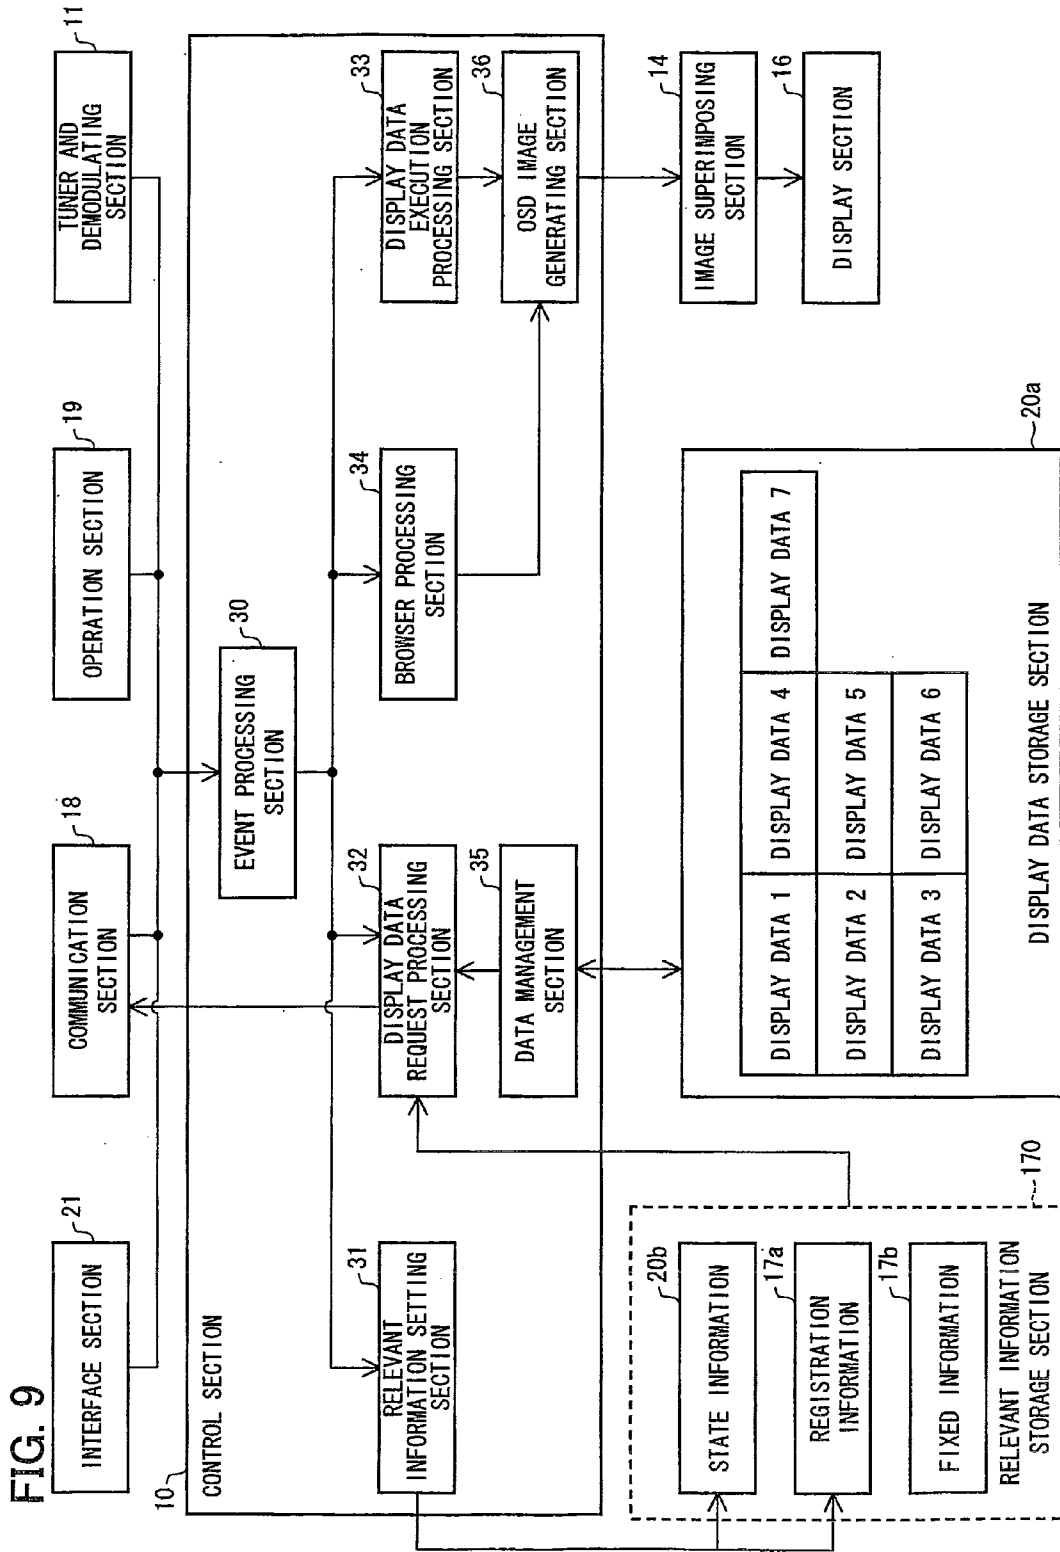 FIG. 9
INTERFACE SECTION
21
COMMUNICATION
SECTION
18
OPERATION SECTION
19
TUNER AND
DEMODULATING
SECTION
11
10
CONTROL SECTION
EVENT PROCESSING
SECTION
30
RELEVANT
INFORMATION SETTING
SECTION
31
DISPLAY DATA
REQUEST PROCESSING
SECTION
32
BROWSER PROCESSING
SECTION
34
DISPLAY DATA
EXECUTION
PROCESSING SECTION
33
DATA MANAGEMENT
SECTION
35
OSD IMAGE
GENERATING SECTION
36
STATE INFORMATION
20b
REGISTRATION
INFORMATION
17a
FIXED INFORMATION
17b
RELEVANT INFORMATION
STORAGE SECTION
170
DISPLAY DATA 1
DISPLAY DATA 4
DISPLAY DATA 7
DISPLAY DATA 2
DISPLAY DATA 5
DISPLAY DATA 3
DISPLAY DATA 6
DISPLAY DATA STORAGE SECTION
20a
IMAGE SUPERIMPOSING
SECTION
14
DISPLAY SECTION
16